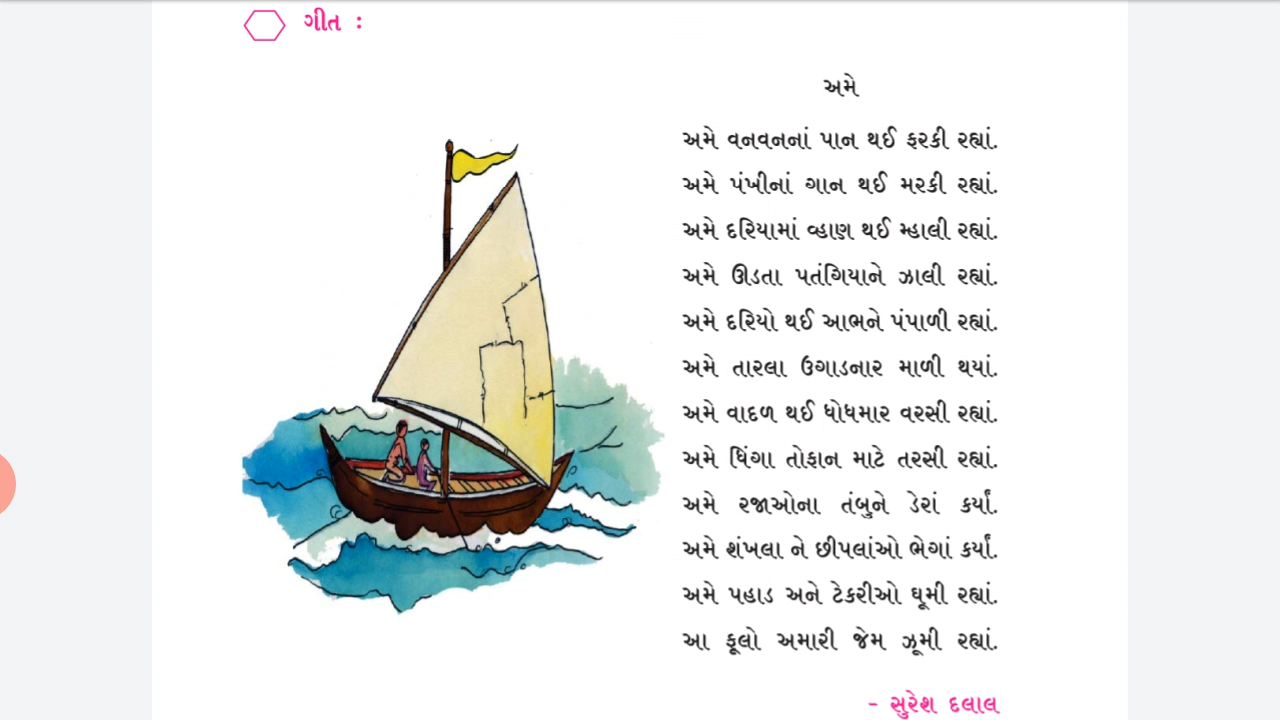 ગીત :
અમે
અમે વનવનનાં પાન થઈ ફરકી રહ્યાં.
અમે પંખીનાં ગાન થઈ મરકી રહ્યાં.
અમે દરિયામાં વ્હાણ થઈ મ્હાલી રહ્યાં.
અમે ઊડતા પતંગિયાને ઝાલી રહ્યાં.
અમે દરિયો થઈ આભને પંપાળી રહ્યાં.
અમે તારલા ઉગાડનાર માળી થયાં.
અમે વાદળ થઈ ધોધમાર વરસી રહ્યાં.
અમે ધિંગા તોફાન માટે તરસી રહ્યાં.
અમે રજાઓના તંબુને ડેરાં કર્યાં.
અમે શંખલા ને છીપલાંઓ ભેગાં કર્યાં.
અમે પહાડ અને ટેકરીઓ ઘૂમી રહ્યાં.
આ ફૂલો અમારી જેમ ઝૂમી રહ્યાં.
- સુરેશ દલાલ